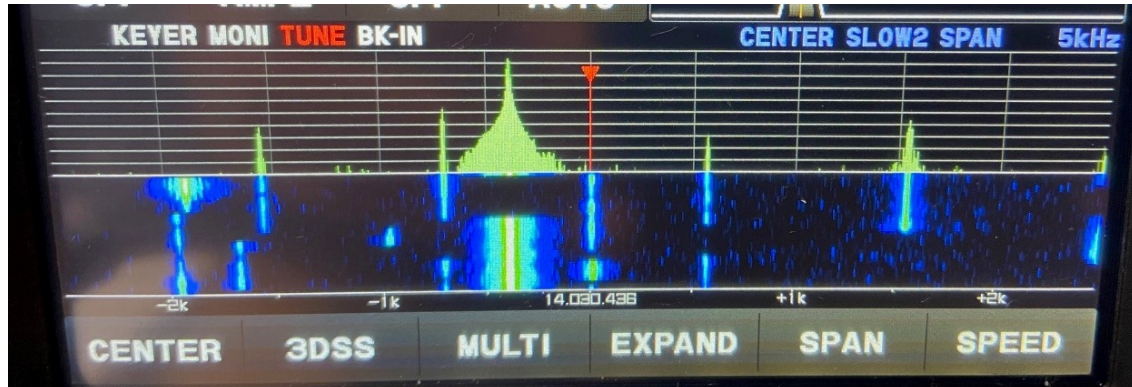 AUTO
KEYER MONI TUNE BK-IN CENTER SLOW2 SPAN 5kHz
-2k -1k 14.030.436 +1k +2k
CENTER 3DSS MULTI EXPAND SPAN SPEED